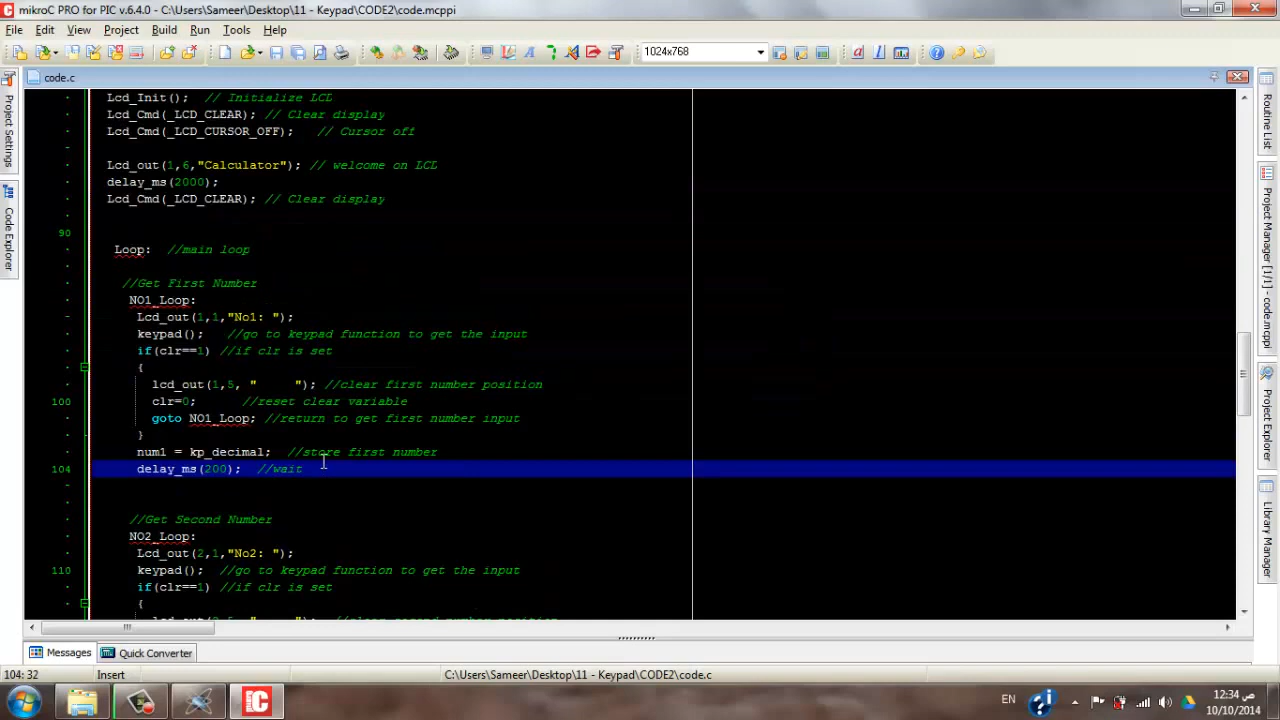 mikroC PRO for PIC v.6.4.0 - C:\Users\Sameer\Desktop\11 - Keypad\CODE2\code.mcppi
File Edit View Project Build Run Tools Help
1024x768
code.c
Lcd_Init(); // Initialize LCD
Lcd_Cmd(_LCD_CLEAR); // Clear display
Lcd_Cmd(_LCD_CURSOR_OFF); // Cursor off
Lcd_out(1,6,"Calculator"); // welcome on LCD
delay_ms(2000);
Lcd_Cmd(_LCD_CLEAR); // Clear display
90
Loop: //main loop
//Get First Number
NO1_Loop:
Lcd_out(1,1,"No1: ");
keypad(); //go to keypad function to get the input
if(clr==1) //if clr is set
{
lcd_out(1,5, "     "); //clear first number position
100 clr=0; //reset clear variable
goto NO1_Loop; //return to get first number input
}
num1 = kp_decimal; //store first number
104 delay_ms(200); //wait
//Get Second Number
NO2_Loop:
Lcd_out(2,1,"No2: ");
110 keypad(); //go to keypad function to get the input
if(clr==1) //if clr is set
{
Project Settings
Code Explorer
Routine List
Project Manager [1/1] - code.mcppi
Project Explorer
Library Manager
Messages Quick Converter
104: 32 Insert C:\Users\Sameer\Desktop\11 - Keypad\CODE2\code.c
EN
12:34 ص
10/10/2014